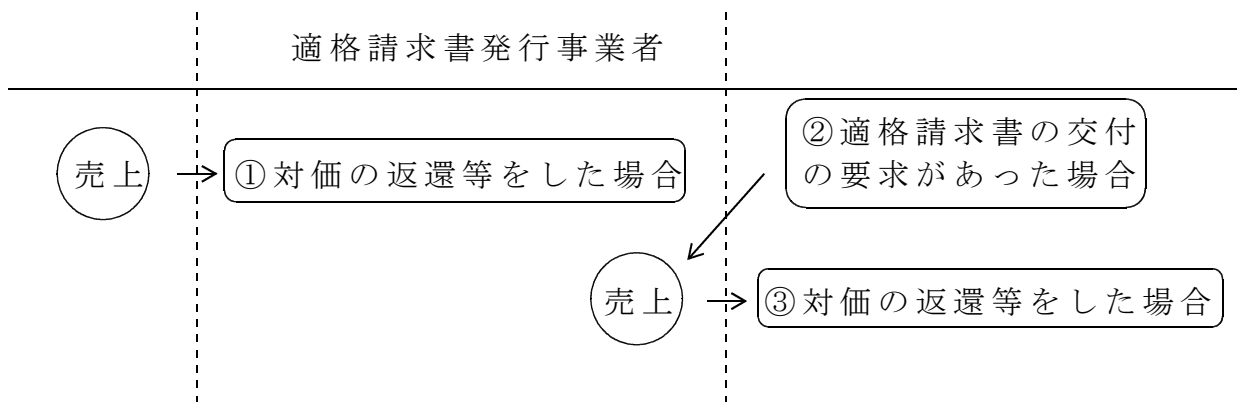 適格請求書発行事業者
売上
①対価の返還等をした場合
②適格請求書の交付
の要求があった場合
売上
③対価の返還等をした場合